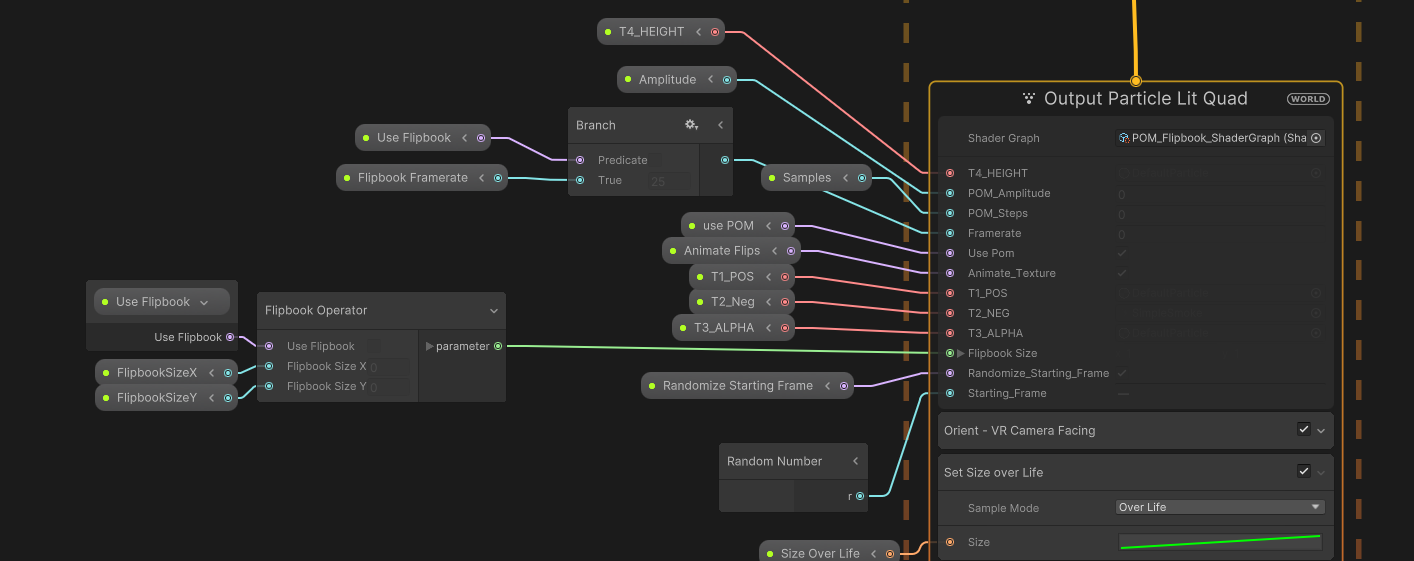 T4_HEIGHT
Amplitude
Output Particle Lit Quad
WORLD
Branch
Use Flipbook
Predicate
Flipbook Framerate
True
25
Samples
Shader Graph
POM_Flipbook_ShaderGraph (Sha
T4_HEIGHT
POM_Amplitude
0
POM_Steps
0
Framerate
0
use POM
Use Pom
Animate Flips
Animate_Texture
T1_POS
T1_POS
T2_Neg
T2_NEG
T3_ALPHA
T3_ALPHA
Use Flipbook
Use Flipbook
Flipbook Operator
Use Flipbook
parameter
Flipbook Size X
0
Flipbook Size Y
0
FlipbookSizeX
FlipbookSizeY
Flipbook Size
Randomize Starting Frame
Randomize_Starting_Frame
Starting_Frame
Orient - VR Camera Facing
Random Number
r
Set Size over Life
Sample Mode
Over Life
Size Over Life
Size